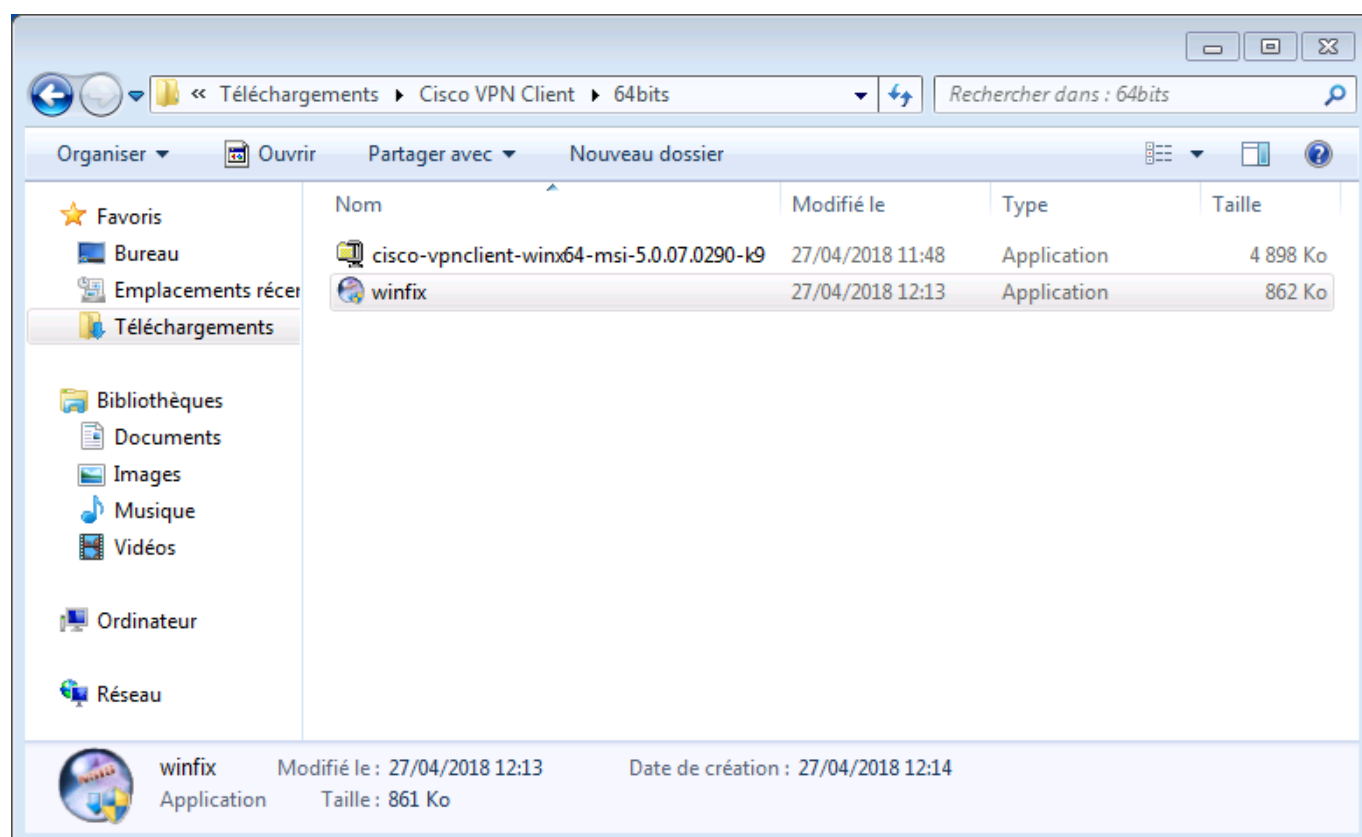 « Téléchargements ▸ Cisco VPN Client ▸ 64bits
Rechercher dans : 64bits
Organiser Ouvrir Partager avec Nouveau dossier
Nom Modifié le Type Taille
Favoris
Bureau
Emplacements récer
Téléchargements
Bibliothèques
Documents
Images
Musique
Vidéos
Ordinateur
Réseau
cisco-vpnclient-winx64-msi-5.0.07.0290-k9 27/04/2018 11:48 Application 4 898 Ko
winfix 27/04/2018 12:13 Application 862 Ko
winfix Modifié le : 27/04/2018 12:13 Date de création : 27/04/2018 12:14
Application Taille : 861 Ko